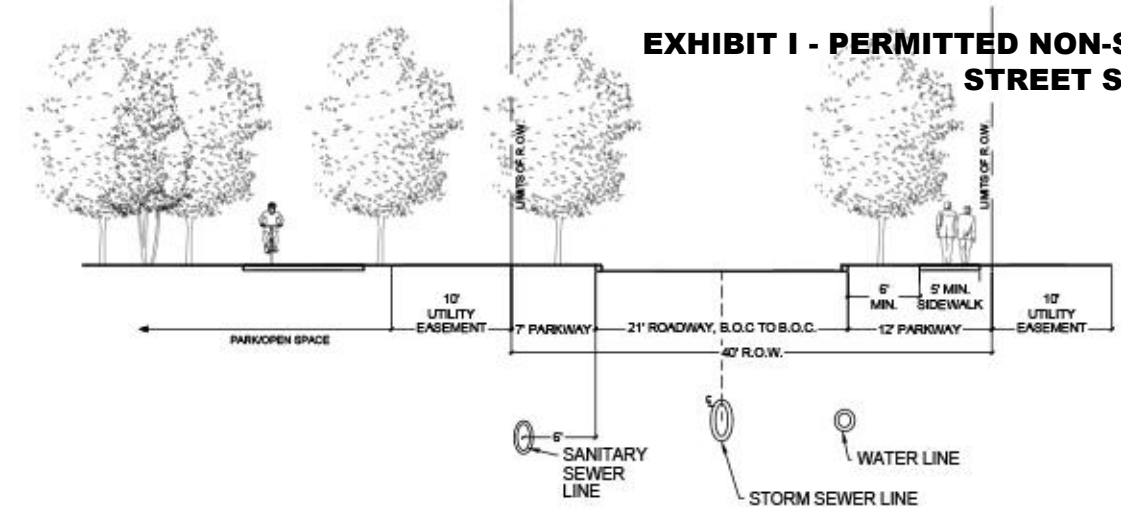 EXHIBIT I - PERMITTED NON-S
STREET S
LIMITS OF R.O.W.
LIMITS OF R.O.W.
10'
UTILITY
EASEMENT
7' PARKWAY
21' ROADWAY, B.O.C TO B.O.C.
6'
MIN.
5' MIN.
SIDEWALK
12' PARKWAY
10'
UTILITY
EASEMENT
PARK/OPEN SPACE
40' R.O.W.
6'
SANITARY
SEWER
LINE
STORM SEWER LINE
WATER LINE